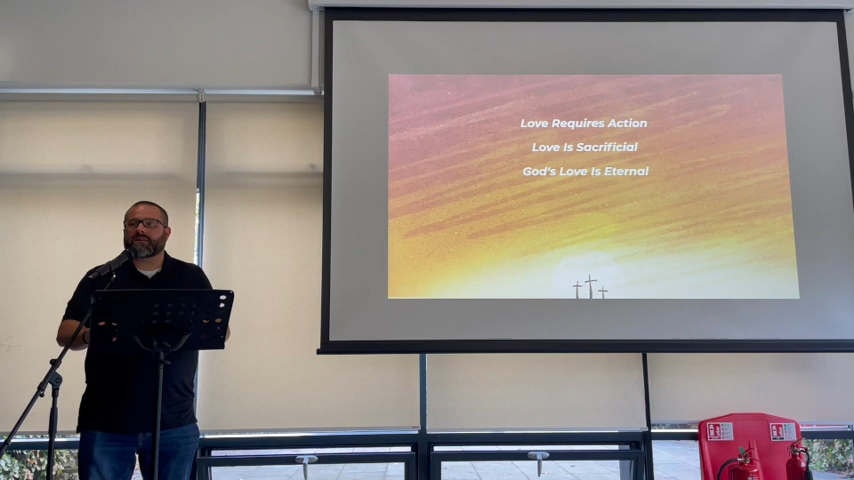 Love Requires Action
Love Is Sacrificial
God's Love Is Eternal